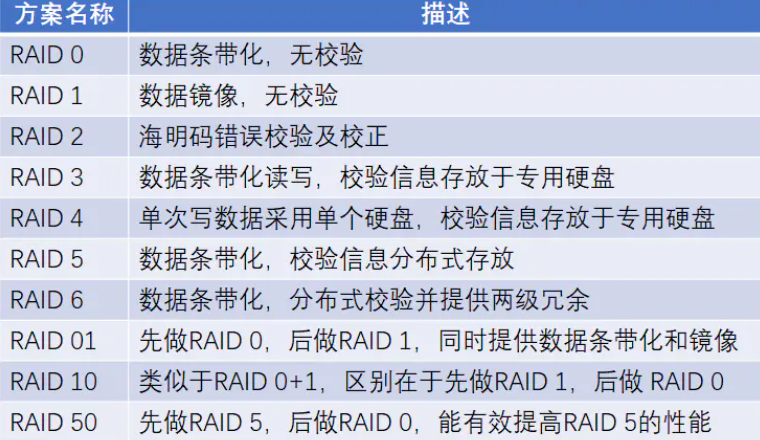 方案名称 描述
RAID 0 数据条带化，无校验
RAID 1 数据镜像，无校验
RAID 2 海明码错误校验及校正
RAID 3 数据条带化读写，校验信息存放于专用硬盘
RAID 4 单次写数据采用单个硬盘，校验信息存放于专用硬盘
RAID 5 数据条带化，校验信息分布式存放
RAID 6 数据条带化，分布式校验并提供两级冗余
RAID 01 先做RAID 0，后做RAID 1，同时提供数据条带化和镜像
RAID 10 类似于RAID 0+1，区别在于先做RAID 1，后做 RAID 0
RAID 50 先做RAID 5，后做RAID 0，能有效提高RAID 5的性能